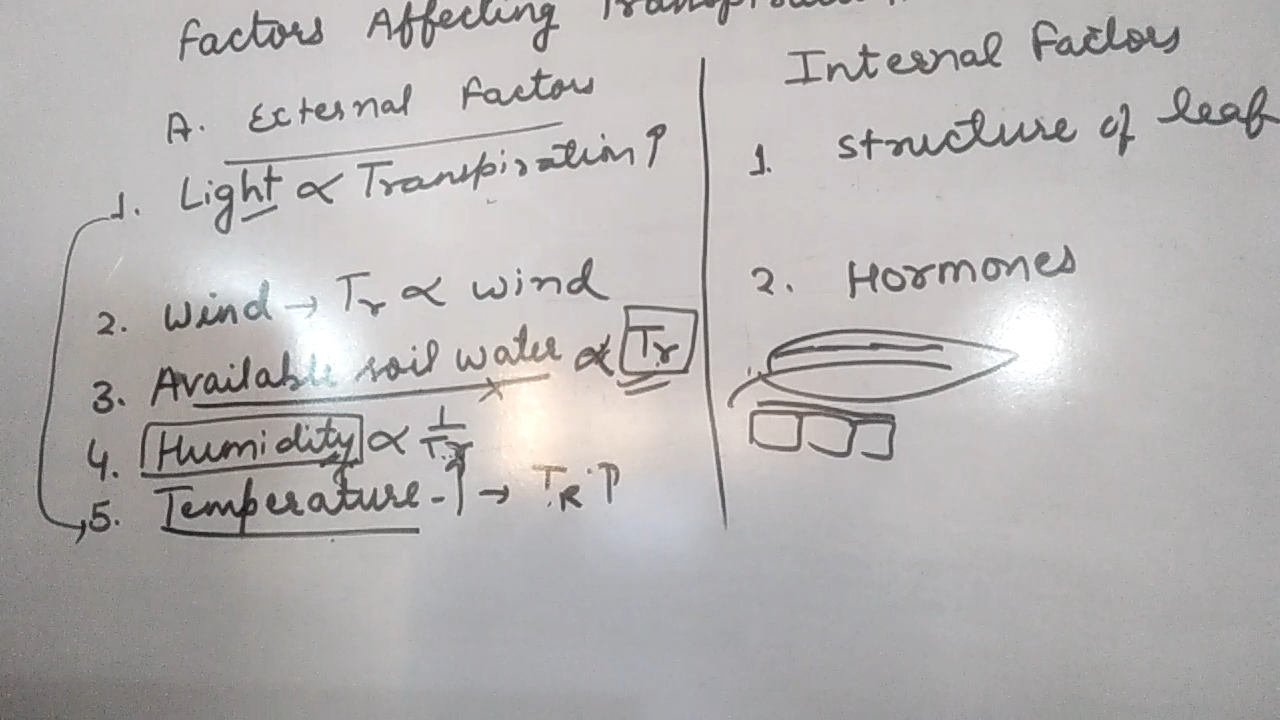 Factors Affecting Transpiration
A. External Factors
1. Light ∝ Transpiration ↑
2. Wind → Tr ∝ wind
3. Available soil water ∝ Tr
4. Humidity ∝ 1/Tr
5. Temperature - ↑ → TR ↑
Internal Factors
1. structure of leaf
2. Hormones